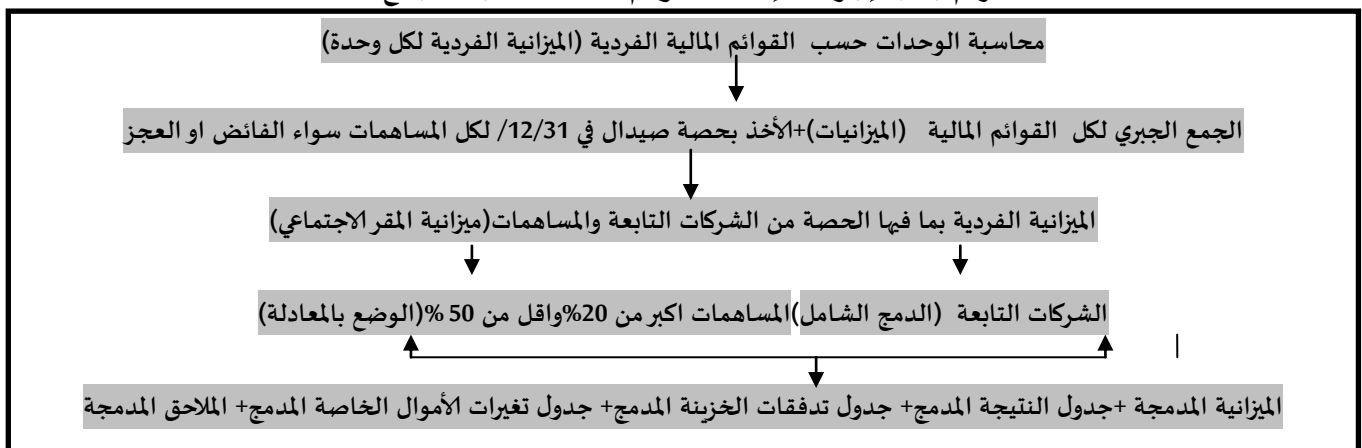 محاسبة الوحدات حسب القوائم المالية الفردية (الميزانية الفردية لكل وحدة)
الجمع الجبري لكل القوائم المالية (الميزانيات)+الأخذ بحصة صيدال في 12/31/ لكل المساهمات سواء الفائض او العجز
الميزانية الفردية بما فيها الحصة من الشركات التابعة والمساهمات(ميزانية المقر الاجتماعي)
الشركات التابعة (الدمج الشامل)المساهمات اكبر من 20%واقل من 50 %(الوضع بالمعادلة)
الميزانية المدمجة +جدول النتيجة المدمج+ جدول تدفقات الخزينة المدمج+ جدول تغيرات الأموال الخاصة المدمج+ الملاحق المدمجة